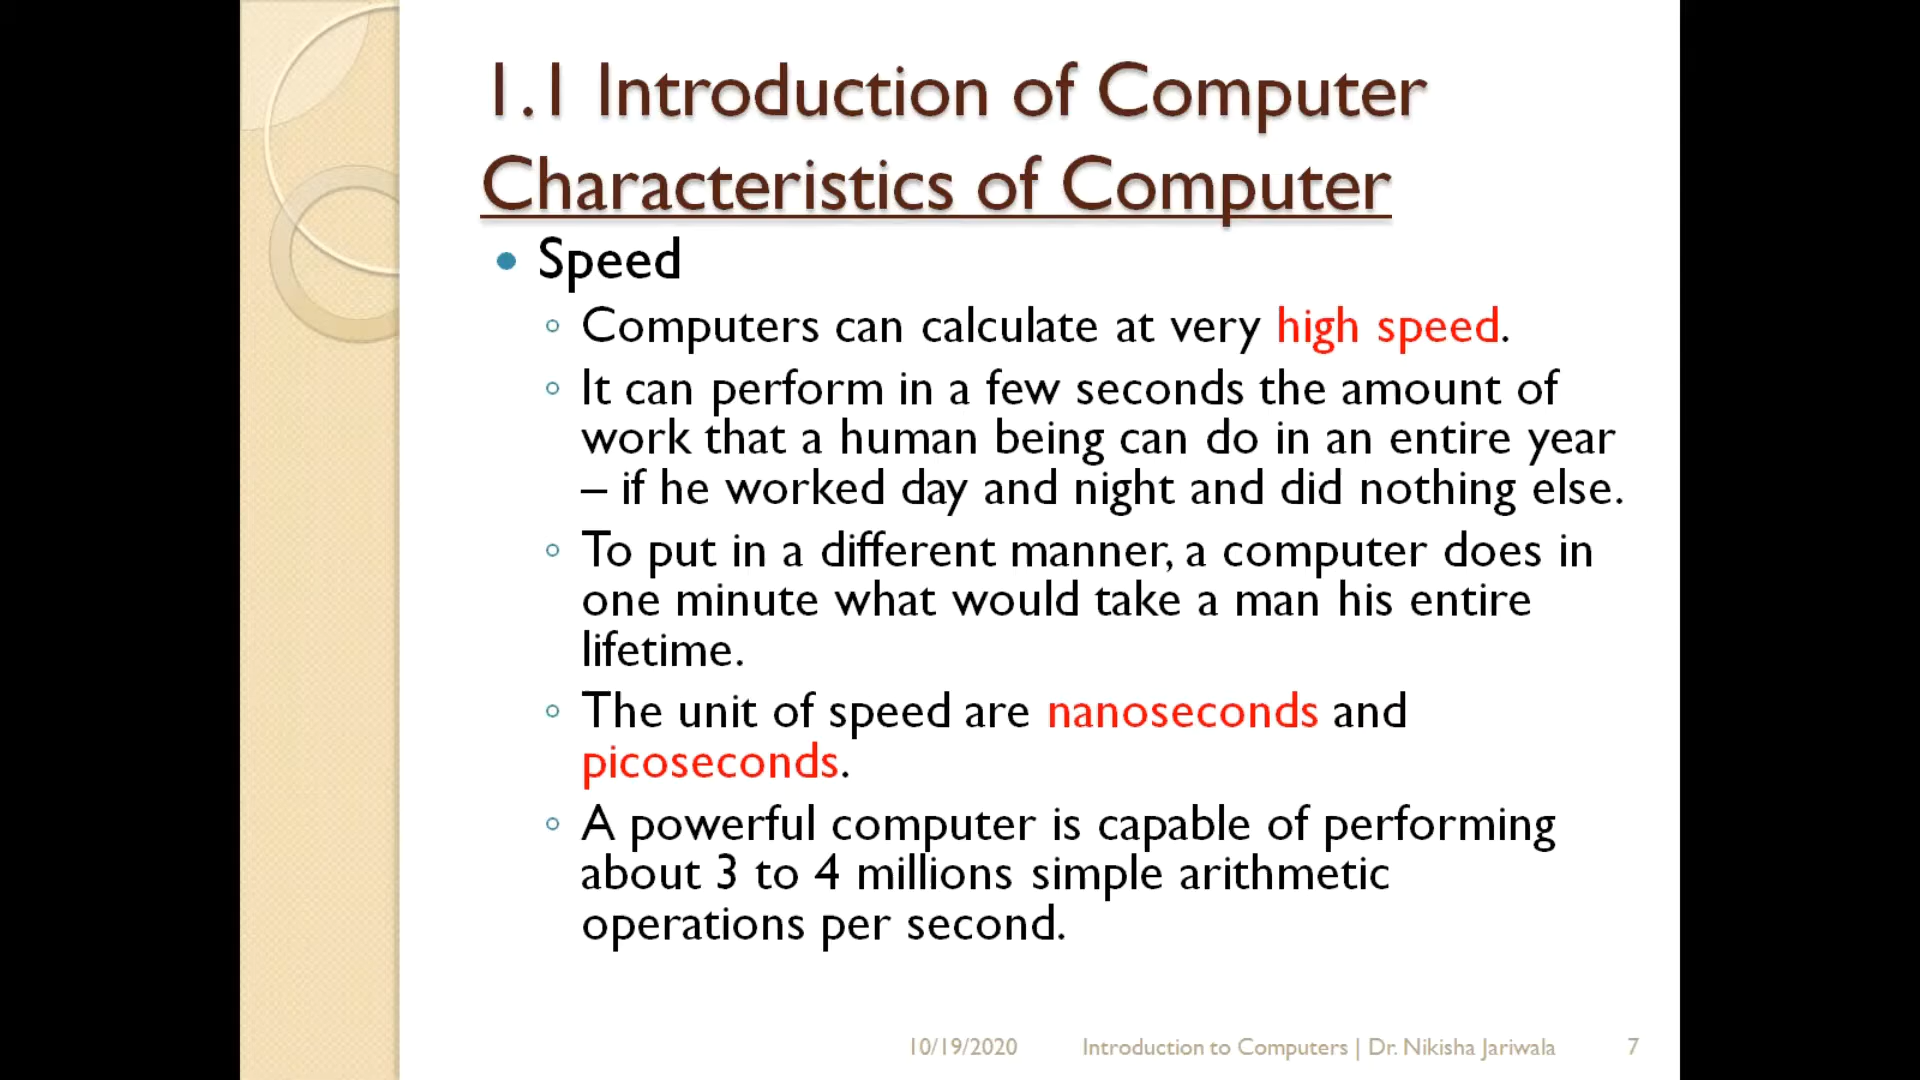 1.1 Introduction of Computer
Characteristics of Computer
• Speed
◦ Computers can calculate at very high speed.
◦ It can perform in a few seconds the amount of
work that a human being can do in an entire year
– if he worked day and night and did nothing else.
◦ To put in a different manner, a computer does in
one minute what would take a man his entire
lifetime.
◦ The unit of speed are nanoseconds and
picoseconds.
◦ A powerful computer is capable of performing
about 3 to 4 millions simple arithmetic
operations per second.
10/19/2020 Introduction to Computers | Dr. Nikisha Jariwala 7